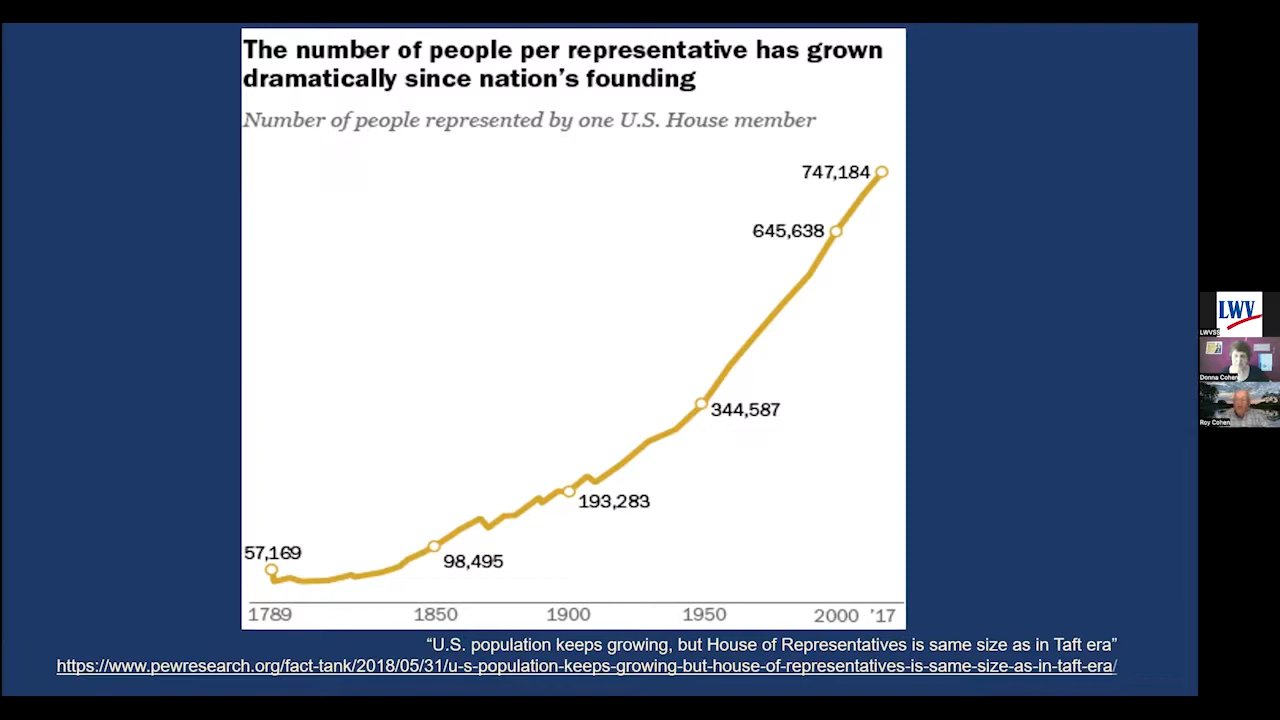 The number of people per representative has grown
dramatically since nation's founding
Number of people represented by one U.S. House member
747,184
645,638
344,587
193,283
57,169
98,495
1789
1850
1900
1950
2000
'17
“U.S. population keeps growing, but House of Representatives is same size as in Taft era”
https://www.pewresearch.org/fact-tank/2018/05/31/u-s-population-keeps-growing-but-house-of-representatives-is-same-size-as-in-taft-era/
LWV
Donna Cohen
Roy Cohen